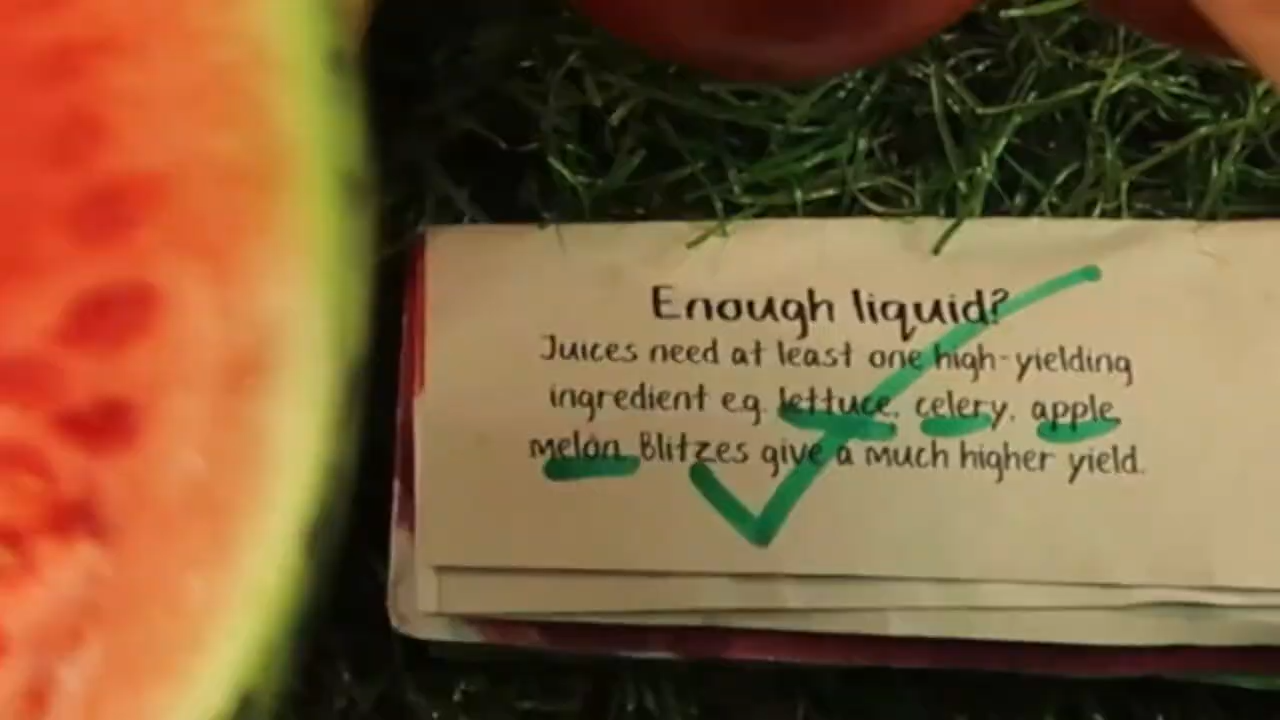 Enough liquid?
Juices need at least one high-yielding
ingredient e.g. lettuce, celery, apple,
melon. Blitzes give a much higher yield.